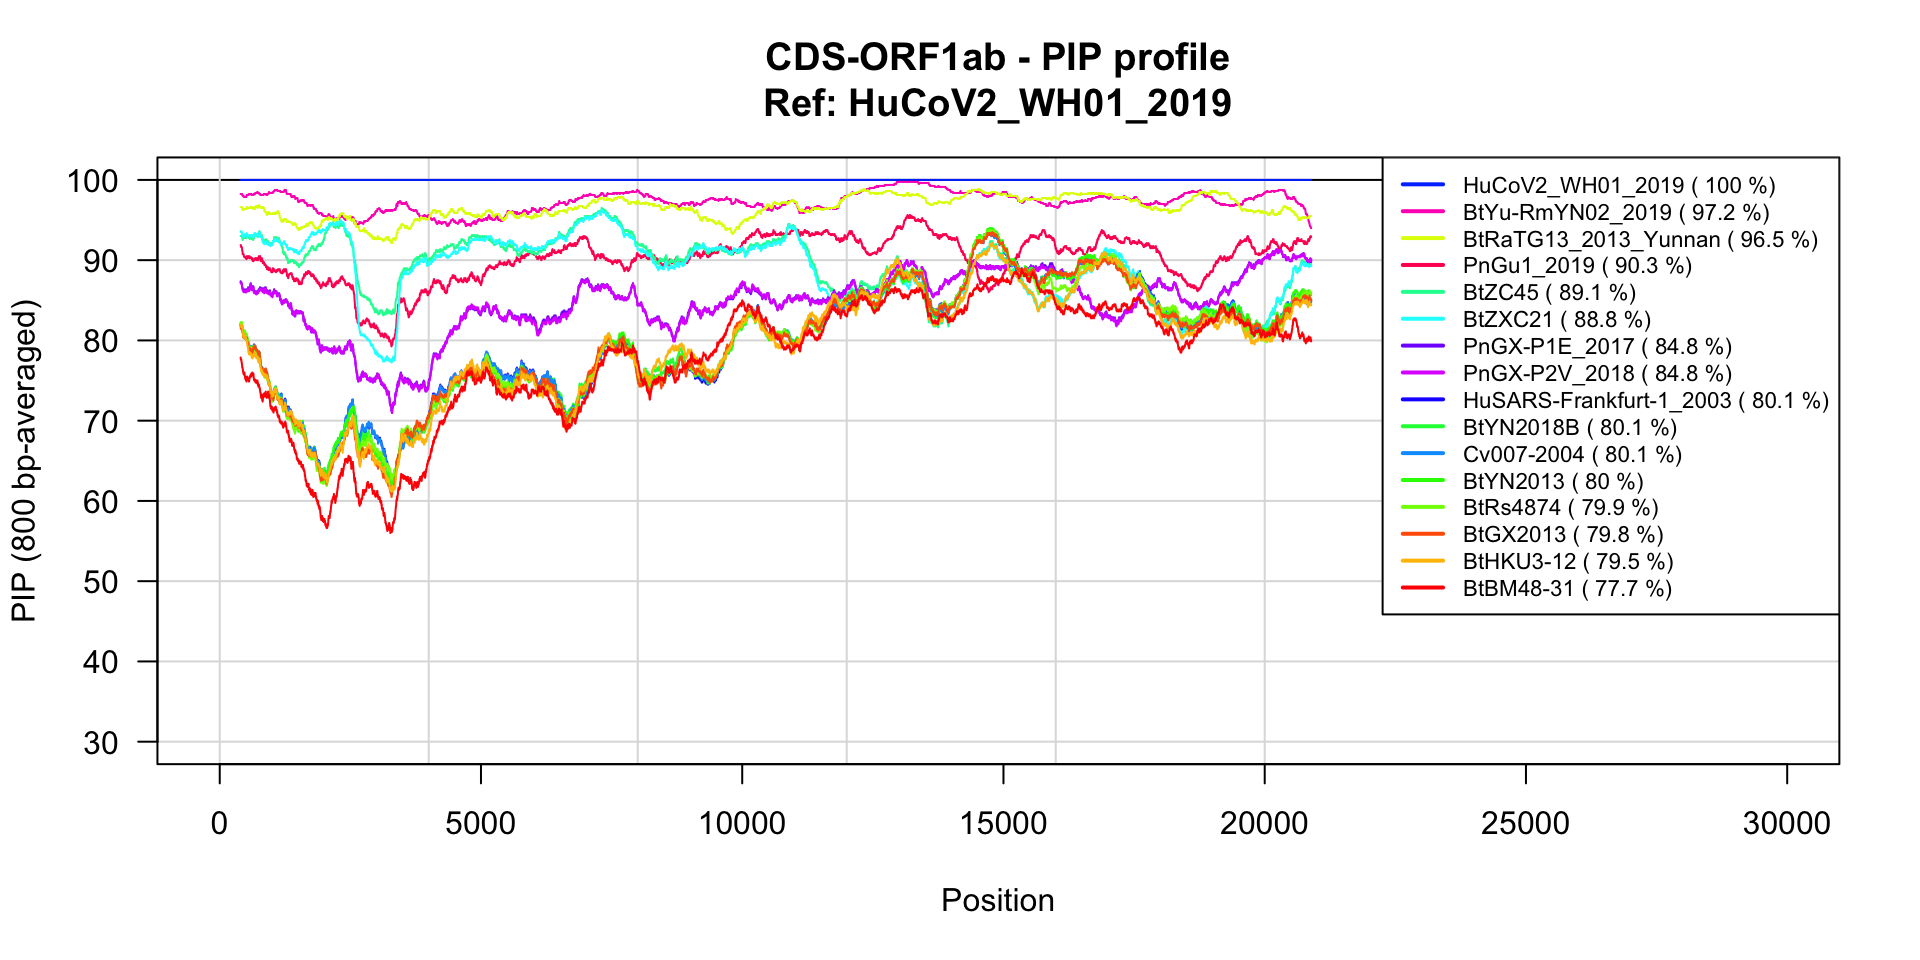 CDS-ORF1ab - PIP profile
Ref: HuCoV2_WH01_2019
PIP (800 bp-averaged)
100
90
80
70
60
50
40
30
HuCoV2_WH01_2019 ( 100 %)
BtYu-RmYN02_2019 ( 97.2 %)
BtRaTG13_2013_Yunnan ( 96.5 %)
PnGu1_2019 ( 90.3 %)
BtZC45 ( 89.1 %)
BtZXC21 ( 88.8 %)
PnGX-P1E_2017 ( 84.8 %)
PnGX-P2V_2018 ( 84.8 %)
HuSARS-Frankfurt-1_2003 ( 80.1 %)
BtYN2018B ( 80.1 %)
Cv007-2004 ( 80.1 %)
BtYN2013 ( 80 %)
BtRs4874 ( 79.9 %)
BtGX2013 ( 79.8 %)
BtHKU3-12 ( 79.5 %)
BtBM48-31 ( 77.7 %)
0 5000 10000 15000 20000 25000 30000
Position